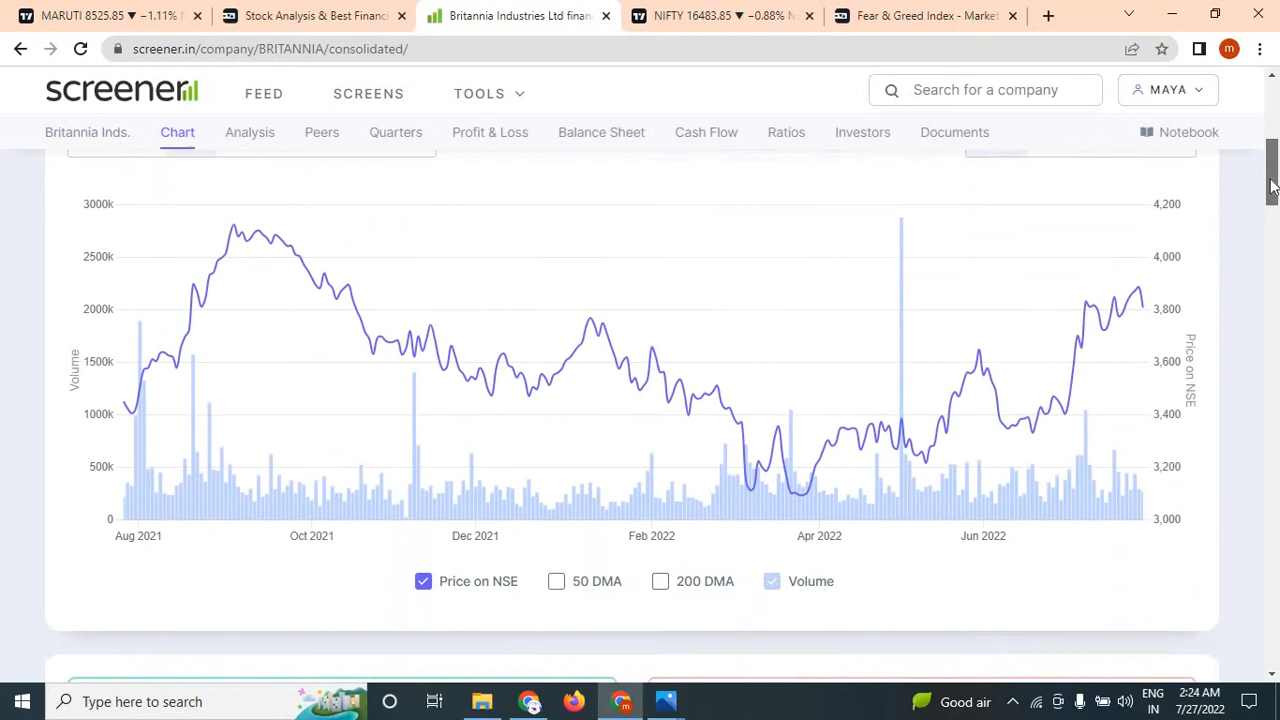 MARUTI 8525.85 ▼ −1.11%
Stock Analysis & Best Financi
Britannia Industries Ltd finan
NIFTY 16483.85 ▼ −0.88% N
Fear & Greed Index - Market
screener.in/company/BRITANNIA/consolidated/
m
screener
FEED
SCREENS
TOOLS
Search for a company
MAYA
Britannia Inds.
Chart
Analysis
Peers
Quarters
Profit & Loss
Balance Sheet
Cash Flow
Ratios
Investors
Documents
Notebook
3000k
2500k
2000k
1500k
1000k
500k
0
Volume
4,200
4,000
3,800
3,600
3,400
3,200
3,000
Price on NSE
Aug 2021
Oct 2021
Dec 2021
Feb 2022
Apr 2022
Jun 2022
Price on NSE
50 DMA
200 DMA
Volume
Type here to search
Good air
ENG
IN
2:24 AM
7/27/2022